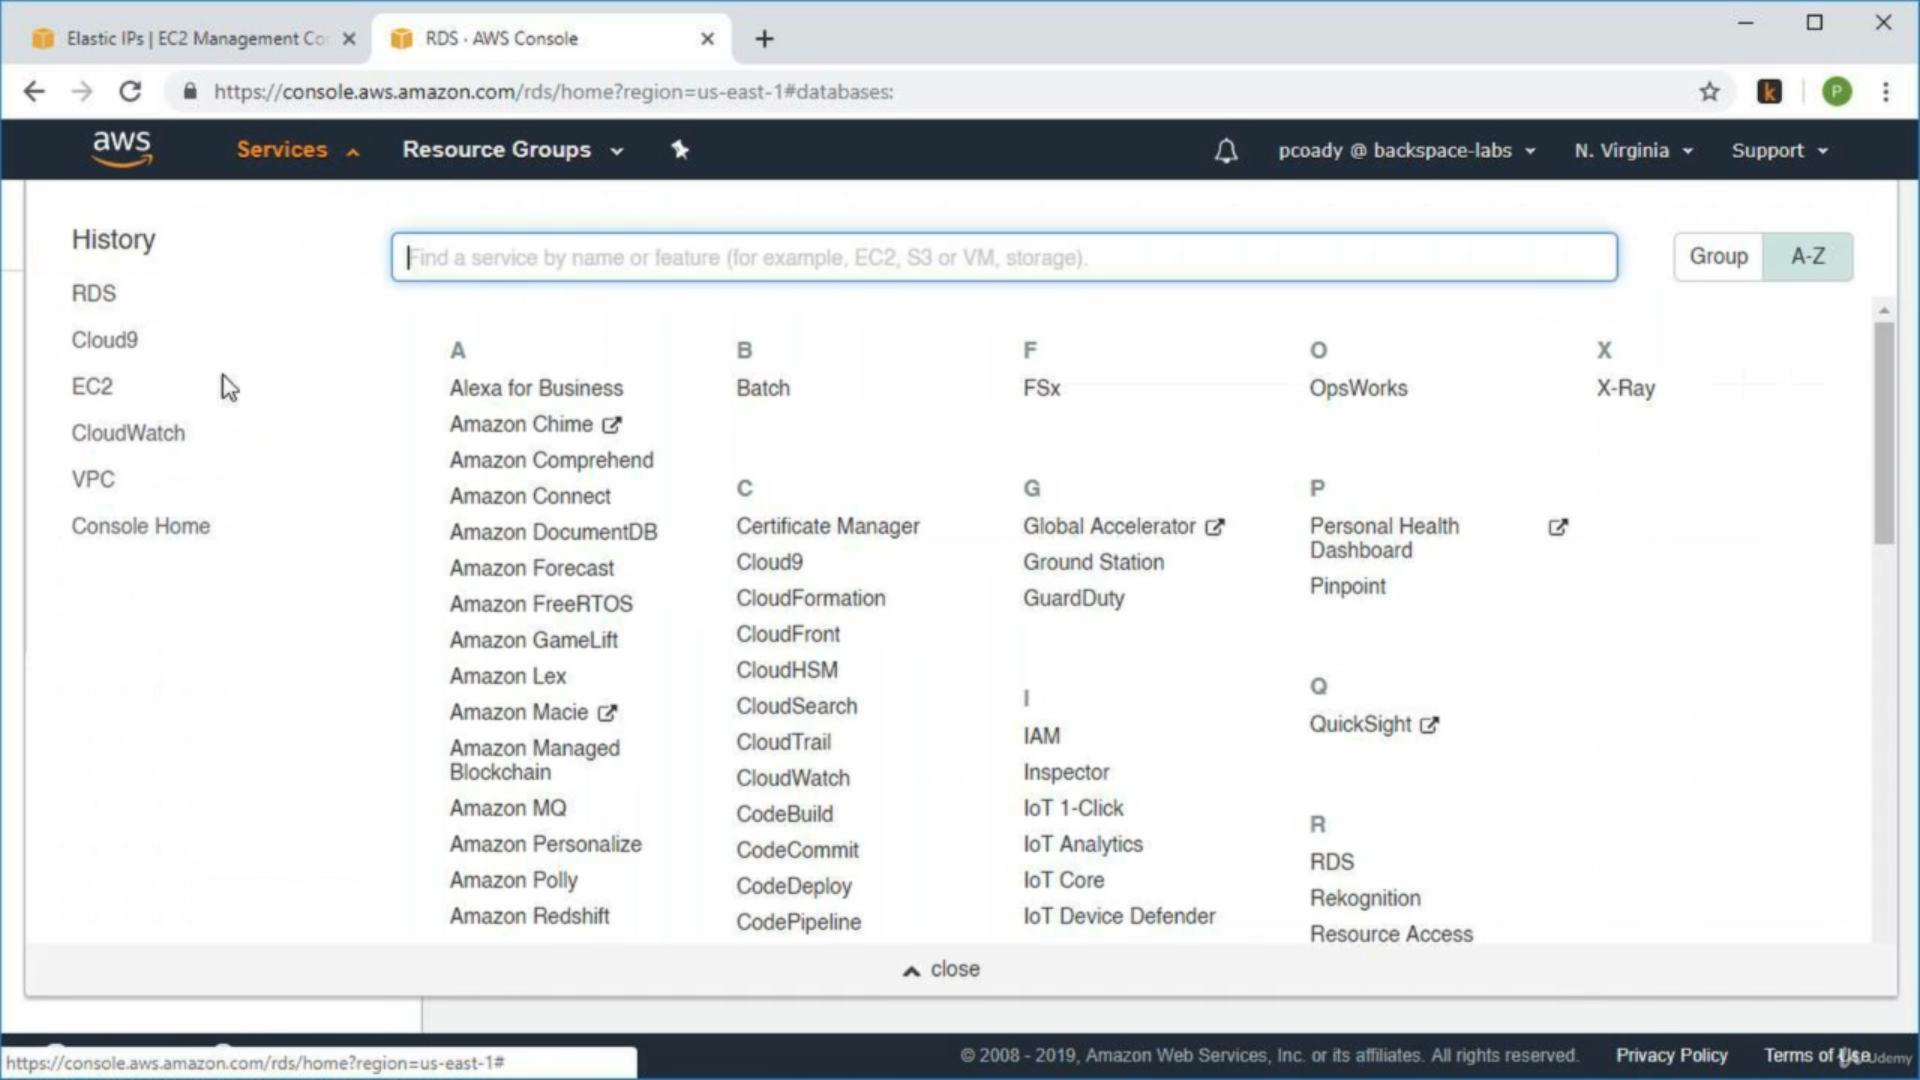 Elastic IPs | EC2 Management Co
RDS · AWS Console
https://console.aws.amazon.com/rds/home?region=us-east-1#databases:
k
P
aws
Services
Resource Groups
pcoady @ backspace-labs
N. Virginia
Support
History
Find a service by name or feature (for example, EC2, S3 or VM, storage).
Group
A-Z
RDS
Cloud9
EC2
CloudWatch
VPC
Console Home
A
Alexa for Business
Amazon Chime
Amazon Comprehend
Amazon Connect
Amazon DocumentDB
Amazon Forecast
Amazon FreeRTOS
Amazon GameLift
Amazon Lex
Amazon Macie
Amazon Managed
Blockchain
Amazon MQ
Amazon Personalize
Amazon Polly
Amazon Redshift
B
Batch
C
Certificate Manager
Cloud9
CloudFormation
CloudFront
CloudHSM
CloudSearch
CloudTrail
CloudWatch
CodeBuild
CodeCommit
CodeDeploy
CodePipeline
F
FSx
G
Global Accelerator
Ground Station
GuardDuty
I
IAM
Inspector
IoT 1-Click
IoT Analytics
IoT Core
IoT Device Defender
O
OpsWorks
P
Personal Health
Dashboard
Pinpoint
Q
QuickSight
R
RDS
Rekognition
Resource Access
X
X-Ray
close
https://console.aws.amazon.com/rds/home?region=us-east-1#
© 2008 - 2019, Amazon Web Services, Inc. or its affiliates. All rights reserved.
Privacy Policy
Terms of Use
Udemy